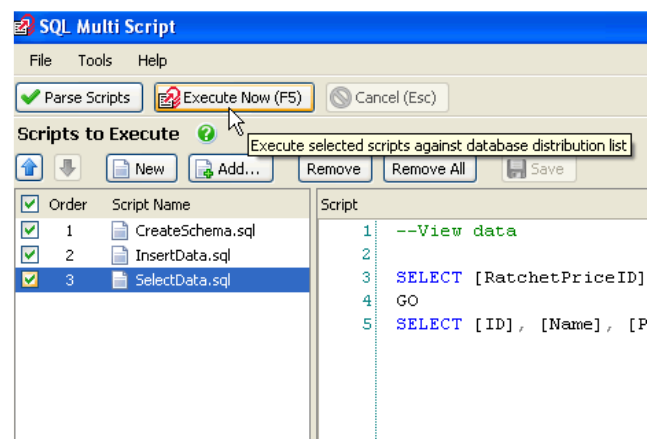 SQL Multi Script
File Tools Help
Parse Scripts Execute Now (F5) Cancel (Esc)
Scripts to Execute
Execute selected scripts against database distribution list
New Add... Remove Remove All Save
Order Script Name Script
1 CreateSchema.sql
2 InsertData.sql
3 SelectData.sql
1 --View data
2
3 SELECT [RatchetPriceID]
4 GO
5 SELECT [ID], [Name], [P